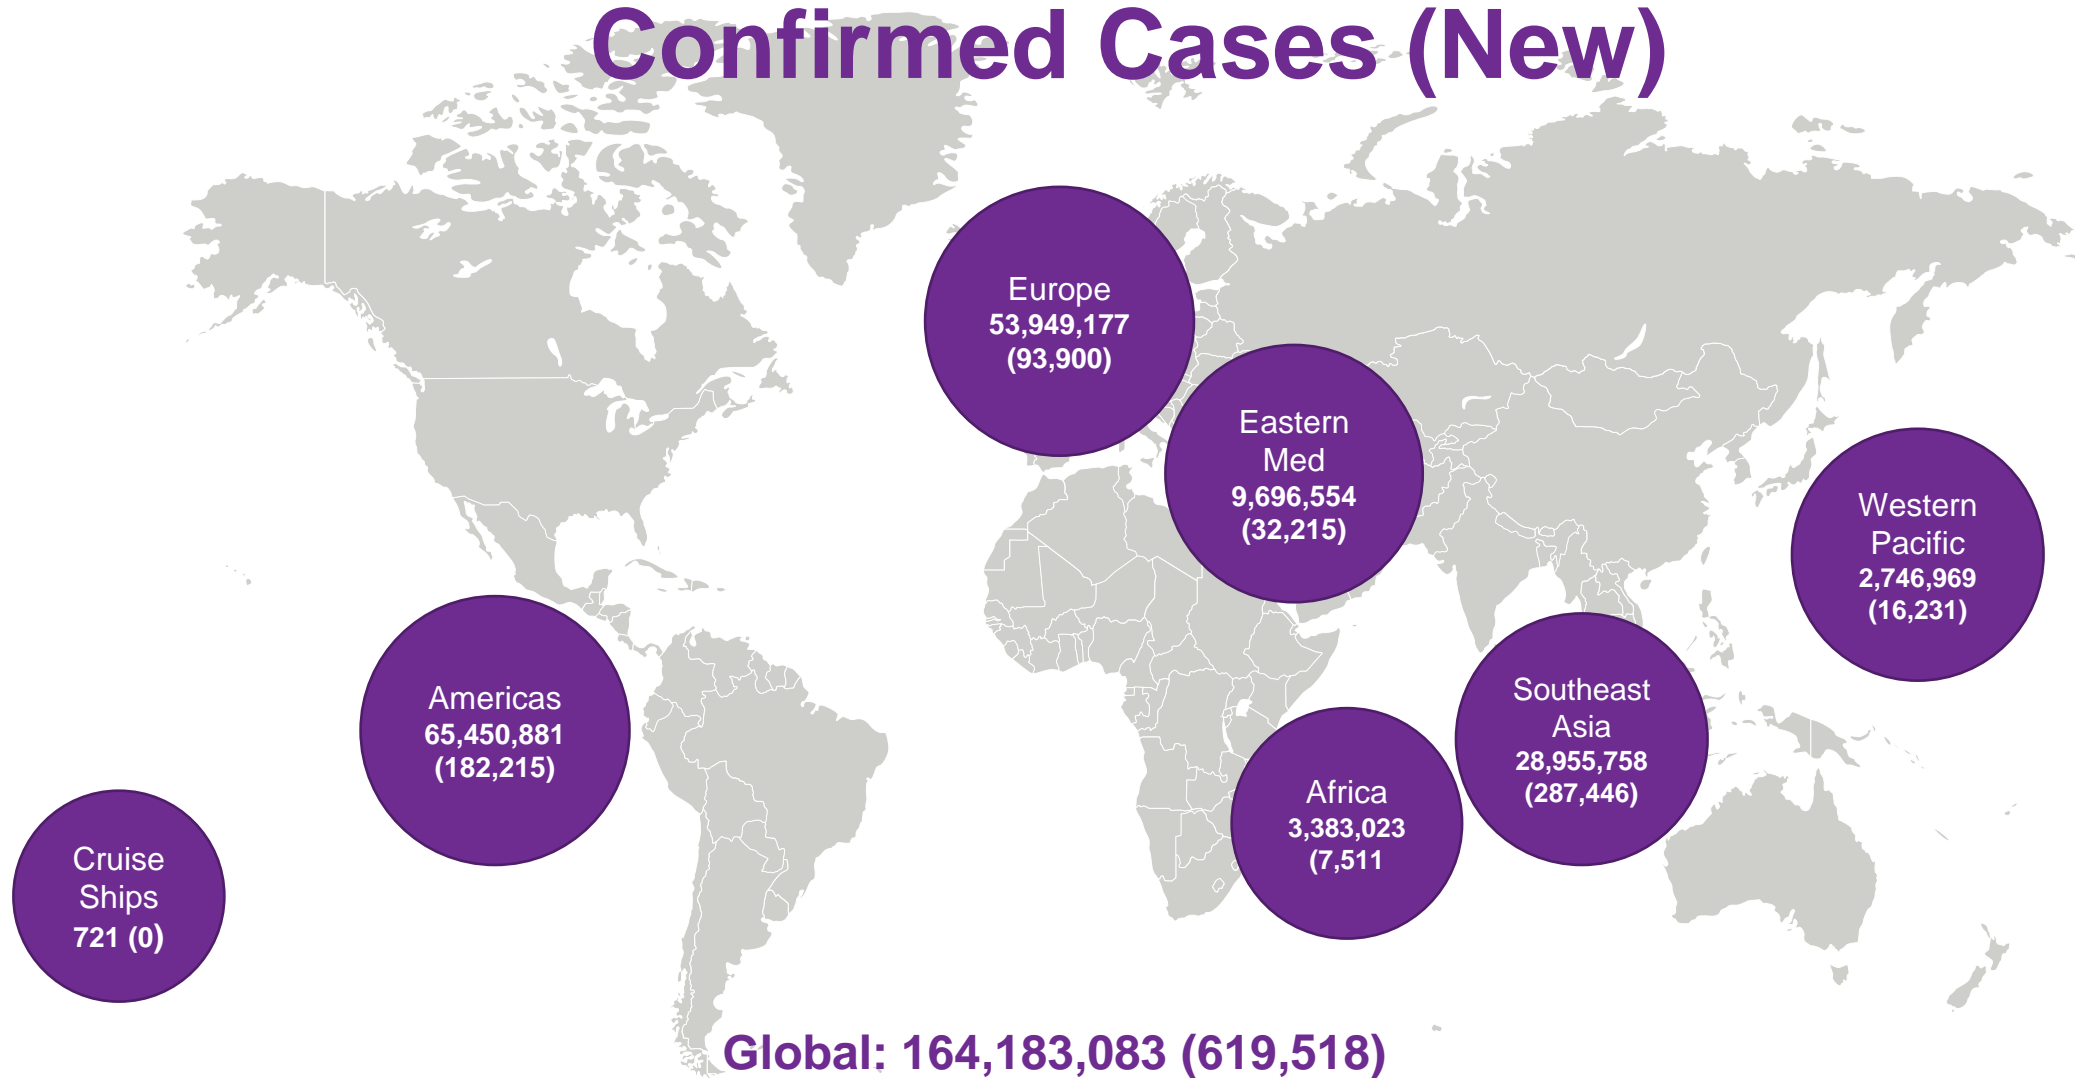 Confirmed Cases (New)
Europe
53,949,177
(93,900)
Eastern
Med
9,696,554
(32,215)
Western
Pacific
2,746,969
(16,231)
Americas
65,450,881
(182,215)
Southeast
Asia
28,955,758
(287,446)
Africa
3,383,023
(7,511
Cruise
Ships
721 (0)
Global: 164,183,083 (619,518)